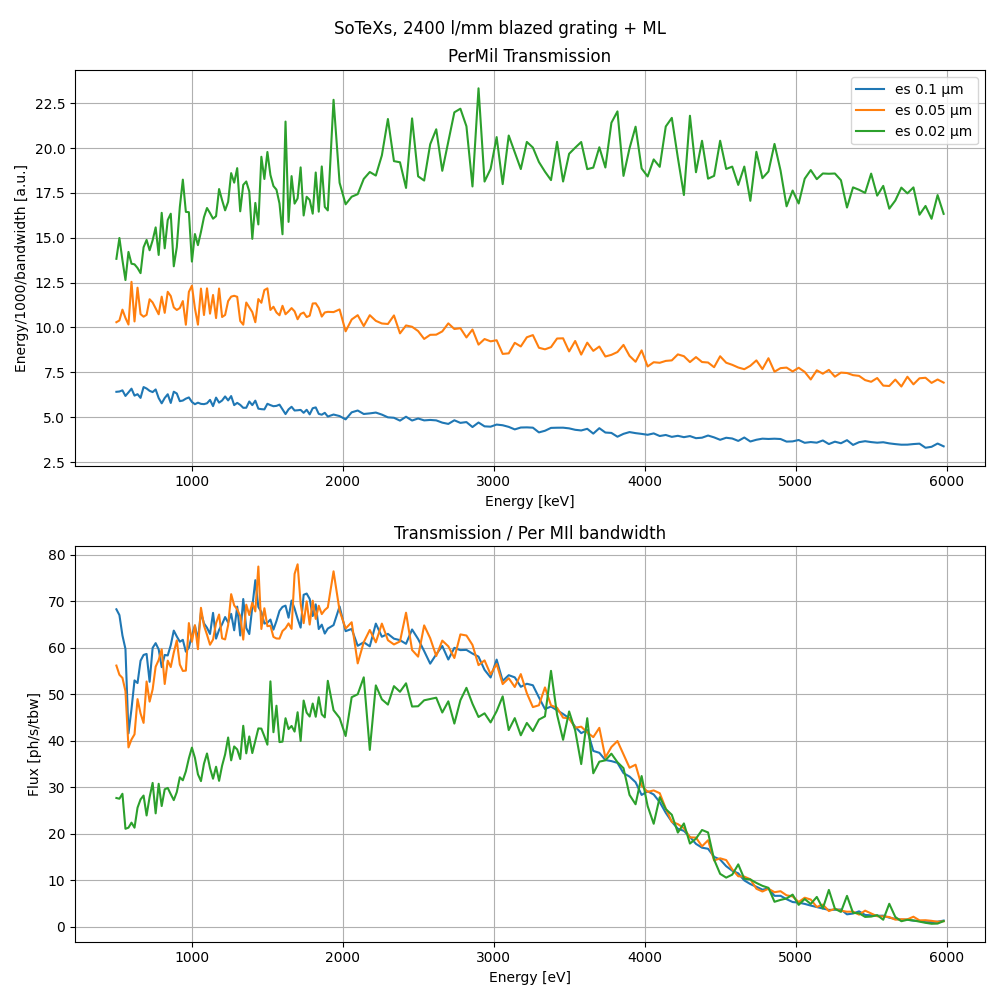 SoTeXs, 2400 l/mm blazed grating + ML
PerMil Transmission
Energy/1000/bandwidth [a.u.]
22.5
20.0
17.5
15.0
12.5
10.0
7.5
5.0
2.5
es 0.1 µm
es 0.05 µm
es 0.02 µm
1000 2000 3000 4000 5000 6000
Energy [keV]
Transmission / Per MIl bandwidth
Flux [ph/s/tbw]
80
70
60
50
40
30
20
10
0
1000 2000 3000 4000 5000 6000
Energy [eV]